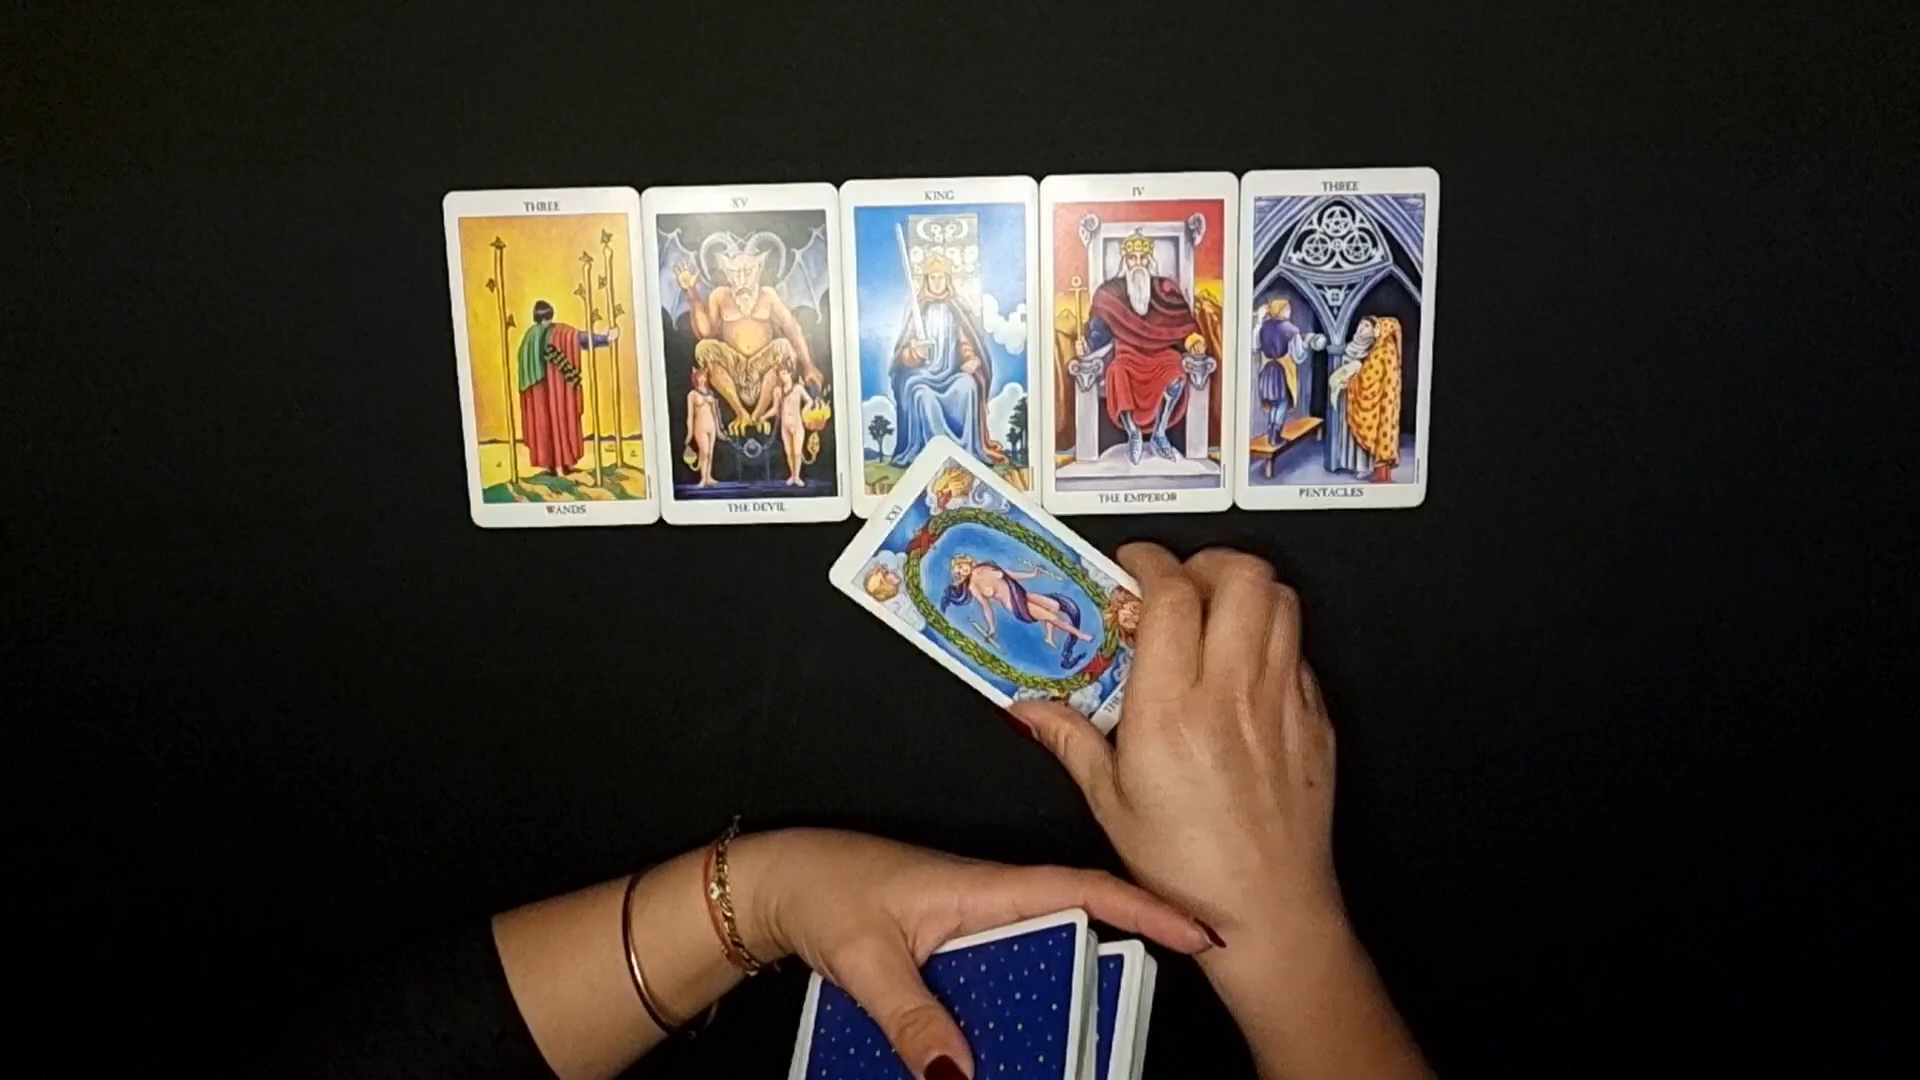 THREE
WANDS
XV
THE DEVIL
KING
IV
THE EMPEROR
THREE
PENTACLES
XXI